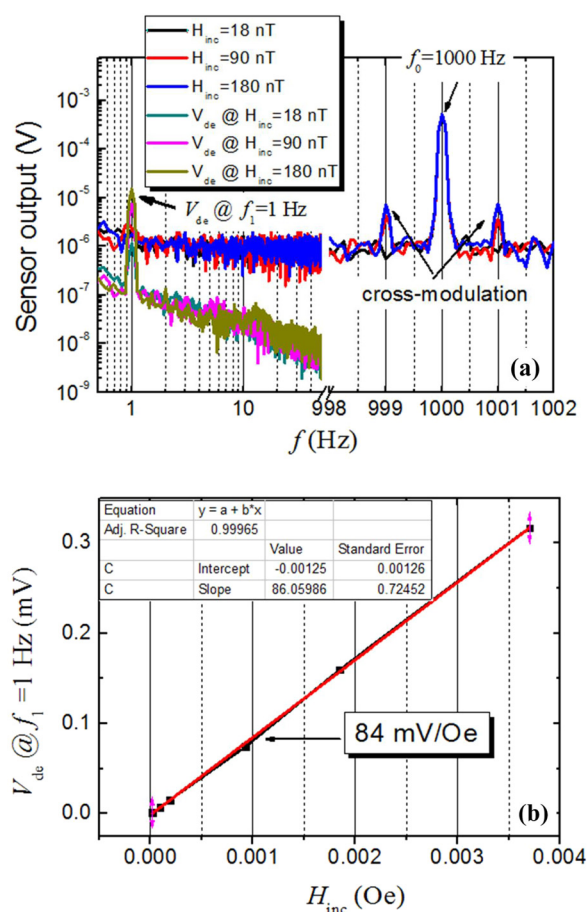 H_inc=18 nT
H_inc=90 nT
H_inc=180 nT
V_de @ H_inc=18 nT
V_de @ H_inc=90 nT
V_de @ H_inc=180 nT
f_0=1000 Hz
10^-2
10^-3
10^-4
10^-5
10^-6
10^-7
10^-8
10^-9
Sensor output (V)
V_de @ f_1=1 Hz
cross-modulation
(a)
1 10 998 999 1000 1001 1002
f (Hz)
Equation y = a + b*x
Adj. R-Square 0.99965
Value Standard Error
C Intercept -0.00125 0.00126
C Slope 86.05986 0.72452
0.3
0.2
0.1
0.0
V_de @ f_1=1 Hz (mV)
84 mV/Oe
(b)
0.000 0.001 0.002 0.003 0.004
H_inc (Oe)